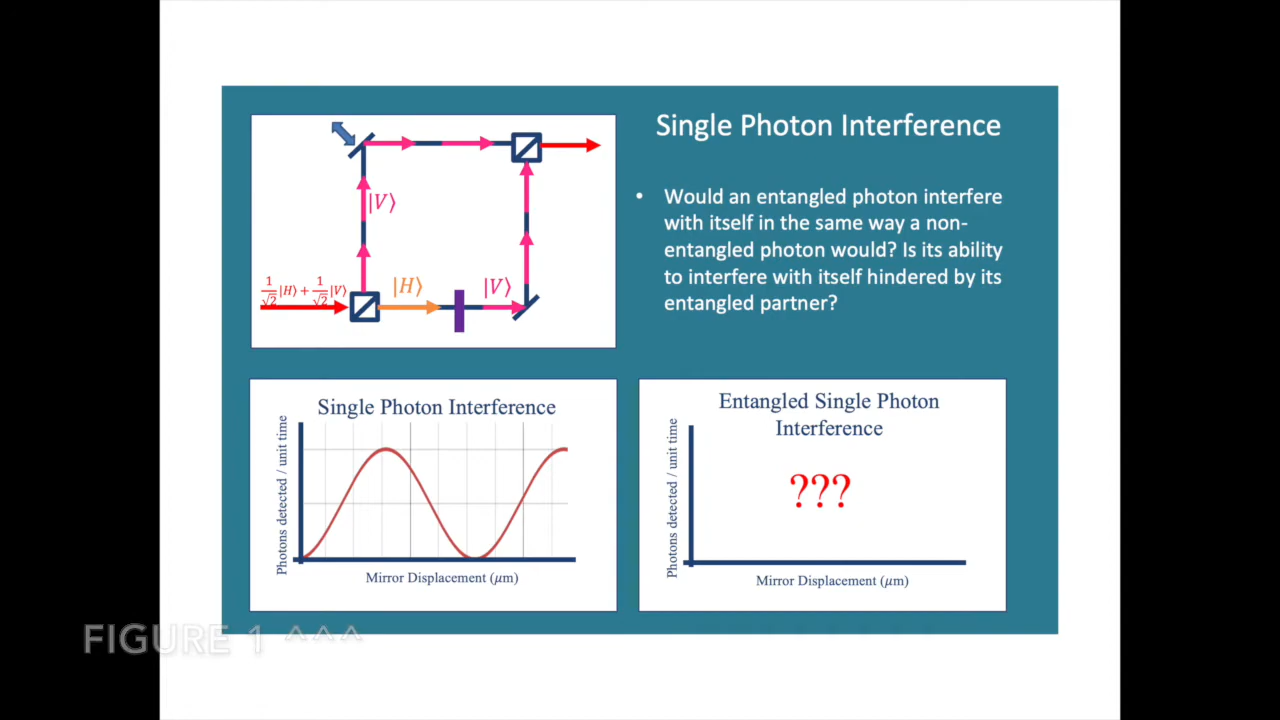 Single Photon Interference
• Would an entangled photon interfere
with itself in the same way a non-
entangled photon would? Is its ability
to interfere with itself hindered by its
entangled partner?
|V⟩
1/√2 |H⟩ + 1/√2 |V⟩
|H⟩
|V⟩
Single Photon Interference
Photons detected / unit time
Mirror Displacement (μm)
Entangled Single Photon
Interference
Photons detected / unit time
???
Mirror Displacement (μm)
FIGURE 1 ^^^